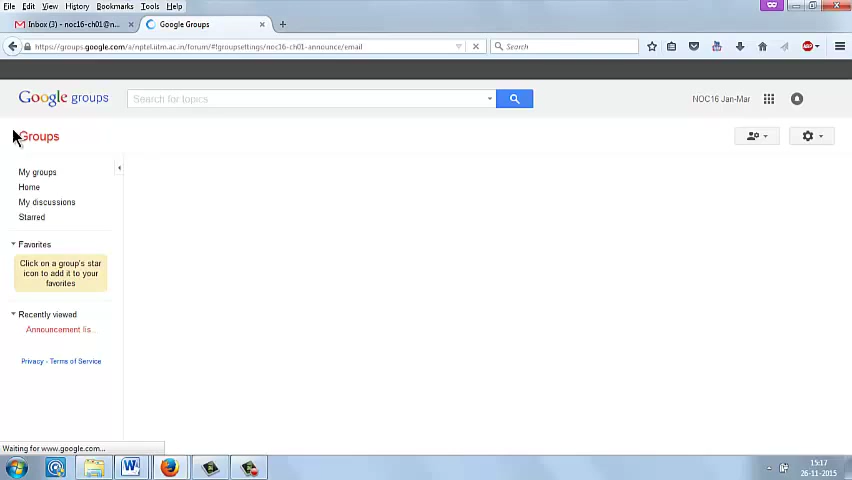 File Edit View History Bookmarks Tools Help
Inbox (3) - noc16-ch01@n... × Google Groups × +
https://groups.google.com/a/nptel.iitm.ac.in/forum/#!groupsettings/noc16-ch01-announce/email Search
Google groups Search for topics NOC16 Jan-Mar
Groups
My groups
Home
My discussions
Starred
Favorites
Click on a group's star
icon to add it to your
favorites
Recently viewed
Announcement lis...
Privacy - Terms of Service
Waiting for www.google.com...
15:17
26-11-2015